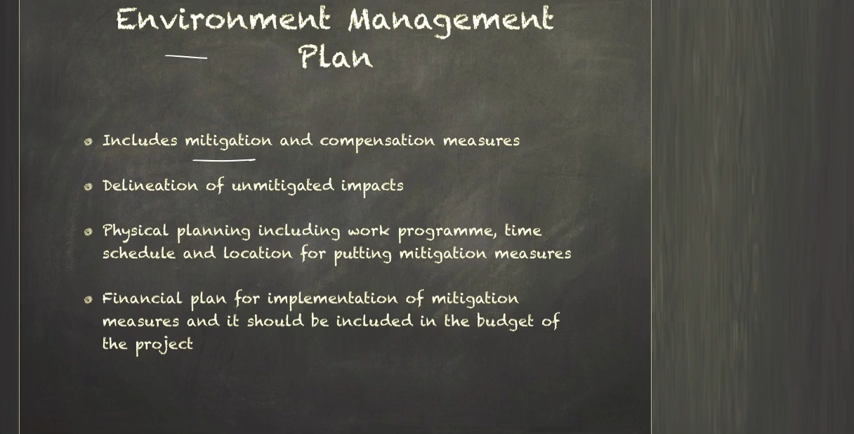 Environment Management
Plan
Includes mitigation and compensation measures
Delineation of unmitigated impacts
Physical planning including work programme, time
schedule and location for putting mitigation measures
Financial plan for implementation of mitigation
measures and it should be included in the budget of
the project